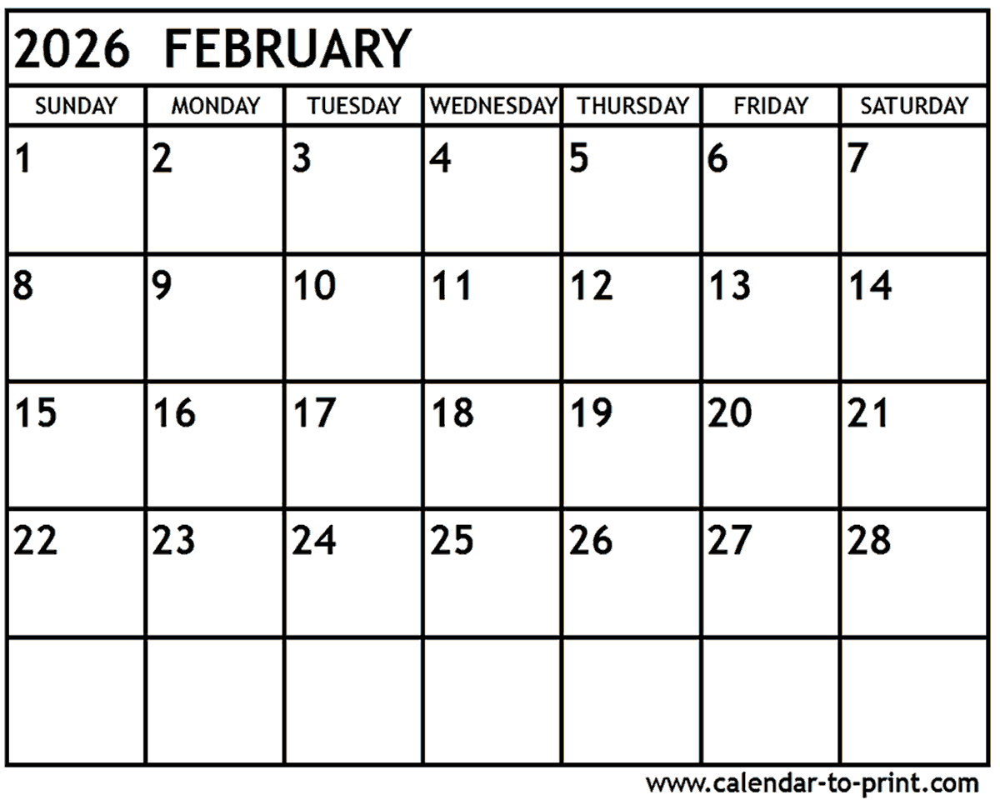 2026 FEBRUARY
SUNDAY MONDAY TUESDAY WEDNESDAY THURSDAY FRIDAY SATURDAY
1 2 3 4 5 6 7
8 9 10 11 12 13 14
15 16 17 18 19 20 21
22 23 24 25 26 27 28
www.calendar-to-print.com